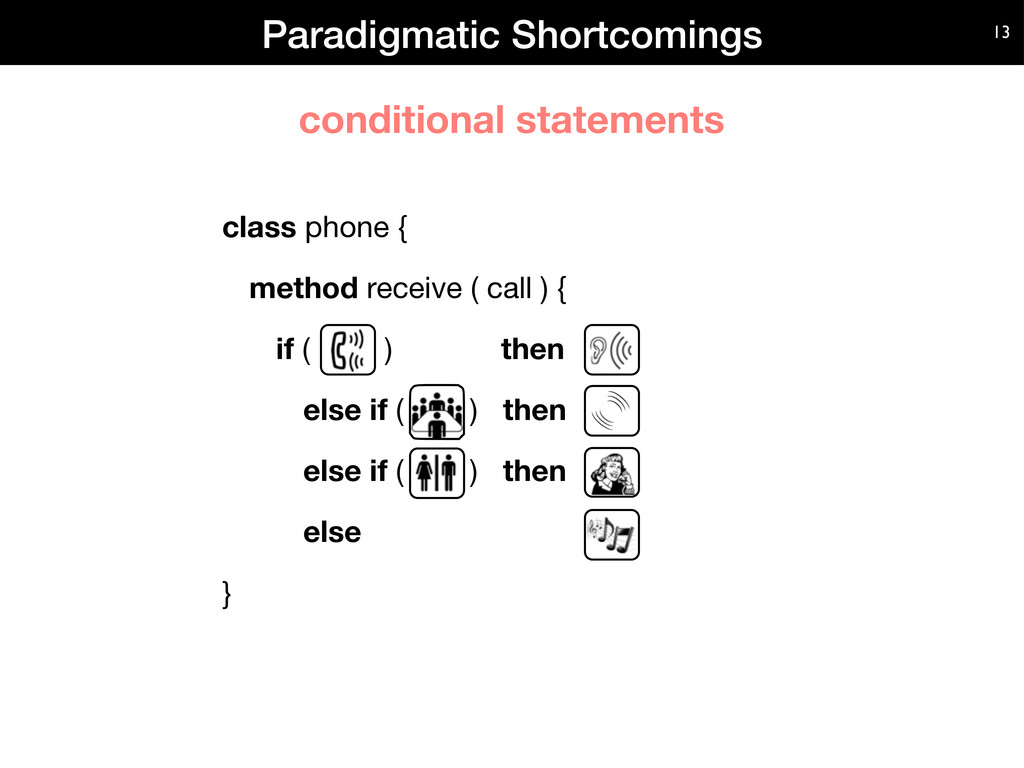 Paradigmatic Shortcomings
13
conditional statements
class phone {
method receive ( call ) {
if ( ) then
else if ( ) then
else if ( ) then
else
}